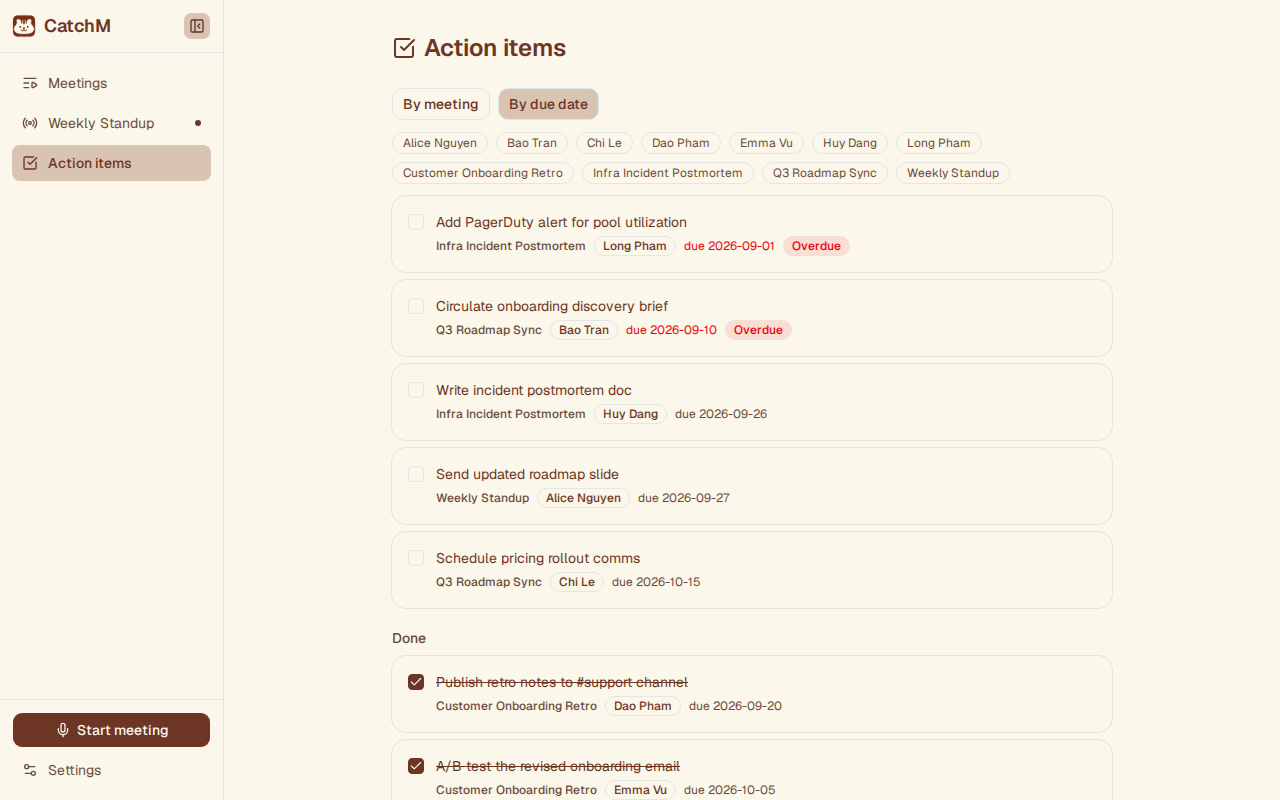 CatchM
Meetings
Weekly Standup
Action items
Start meeting
Settings
Action items
By meeting By due date
Alice Nguyen Bao Tran Chi Le Dao Pham Emma Vu Huy Dang Long Pham
Customer Onboarding Retro Infra Incident Postmortem Q3 Roadmap Sync Weekly Standup
Add PagerDuty alert for pool utilization
Infra Incident Postmortem Long Pham due 2026-09-01 Overdue
Circulate onboarding discovery brief
Q3 Roadmap Sync Bao Tran due 2026-09-10 Overdue
Write incident postmortem doc
Infra Incident Postmortem Huy Dang due 2026-09-26
Send updated roadmap slide
Weekly Standup Alice Nguyen due 2026-09-27
Schedule pricing rollout comms
Q3 Roadmap Sync Chi Le due 2026-10-15
Done
Publish retro notes to #support channel
Customer Onboarding Retro Dao Pham due 2026-09-20
A/B test the revised onboarding email
Customer Onboarding Retro Emma Vu due 2026-10-05